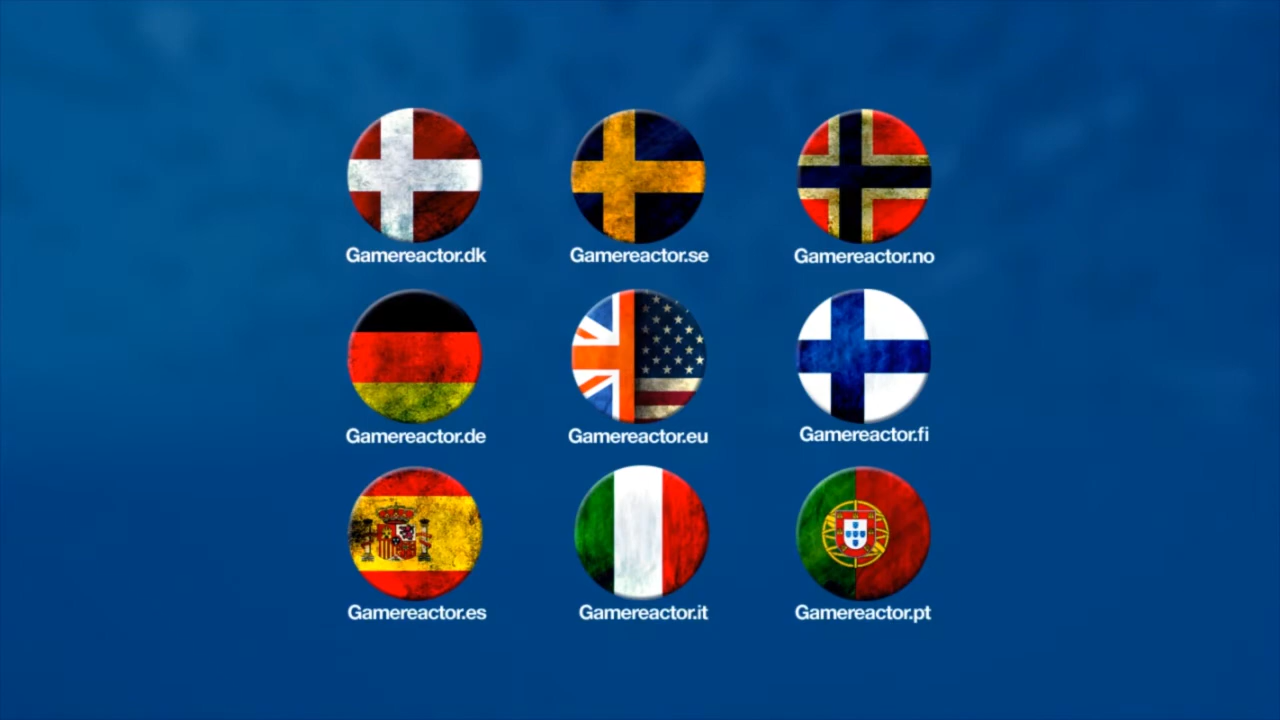 Gamereactor.dk
Gamereactor.se
Gamereactor.no
Gamereactor.de
Gamereactor.eu
Gamereactor.fi
Gamereactor.es
Gamereactor.it
Gamereactor.pt